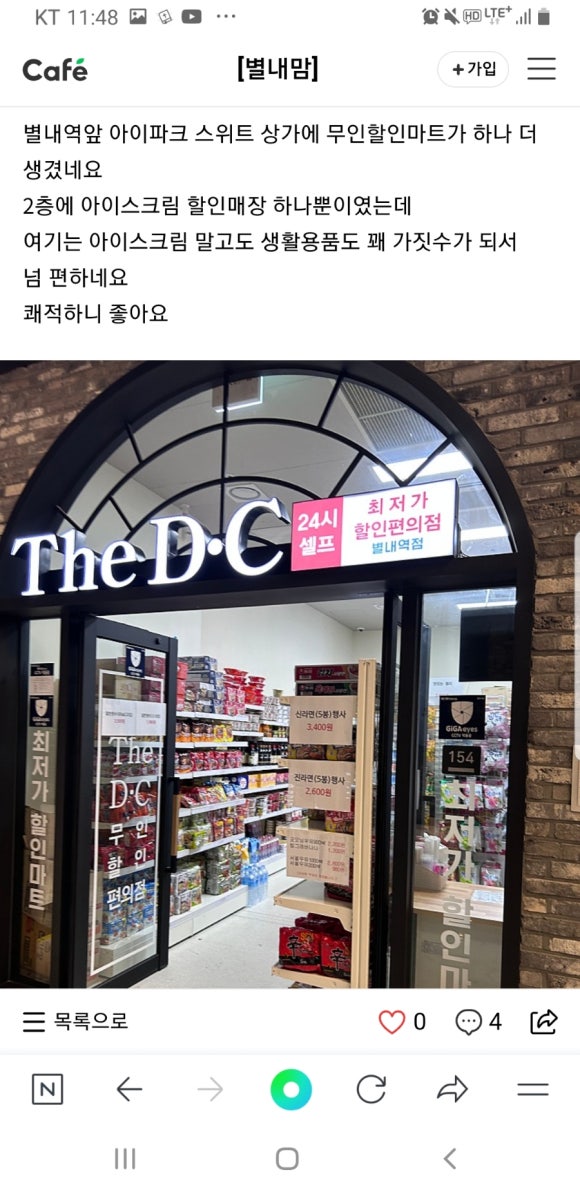 KT 11:48
HD LTE+
Café
[별내맘]
+가입
별내역앞 아이파크 스위트 상가에 무인할인마트가 하나 더
생겼네요
2층에 아이스크림 할인매장 하나뿐이였는데
여기는 아이스크림 말고도 생활용품도 꽤 가짓수가 되서
넘 편하네요
쾌적하니 좋아요
The D·C
24시
셀프
최저가
할인편의점
별내역점
신라면(5봉)행사
3,400원
진라면(5봉)행사
2,600원
최저가 할인마트
The
D·C
무인
할인
편의점
GiGAeyes
154
최저가 할인마
辛
목록으로
0
4
N